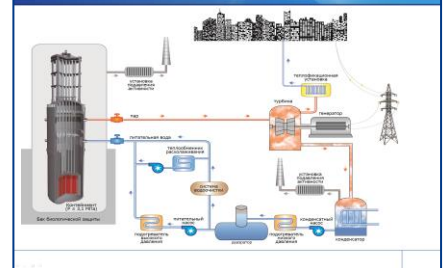 теплофикационная
установка
установка
подавления
активности
турбина
генератор
пар
питательная вода
теплообменник
расхолаживания
система
водоочистки
установка
подавления
активности
контейнмент
бак биологической защиты
питательный
насос
конденсатный
насос
подогреватель
высокого
давления
деаэратор
подогреватель
низкого
давления
конденсатор